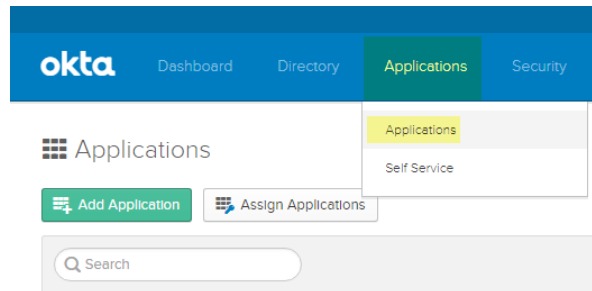 okta Dashboard Directory Applications Security
Applications
Applications
Self Service
Add Application Assign Applications
Search